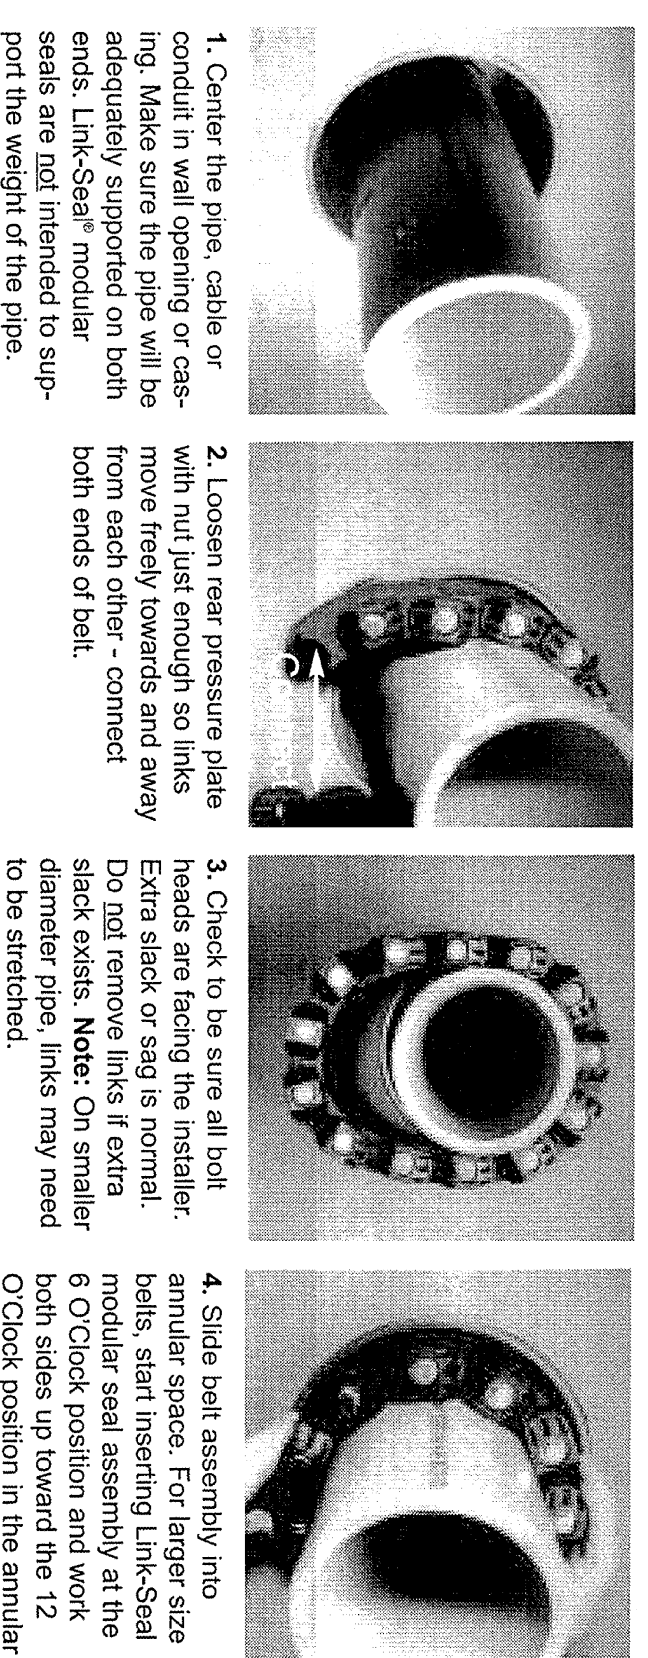 1. Center the pipe, cable or
conduit in wall opening or cas-
ing. Make sure the pipe will be
adequately supported on both
ends. Link-Seal® modular
seals are not intended to sup-
port the weight of the pipe.
2. Loosen rear pressure plate
with nut just enough so links
move freely towards and away
from each other - connect
both ends of belt.
3. Check to be sure all bolt
heads are facing the installer.
Extra slack or sag is normal.
Do not remove links if extra
slack exists. Note: On smaller
diameter pipe, links may need
to be stretched.
4. Slide belt assembly into
annular space. For larger size
belts, start inserting Link-Seal
modular seal assembly at the
6 O'Clock position and work
both sides up toward the 12
O'Clock position in the annular